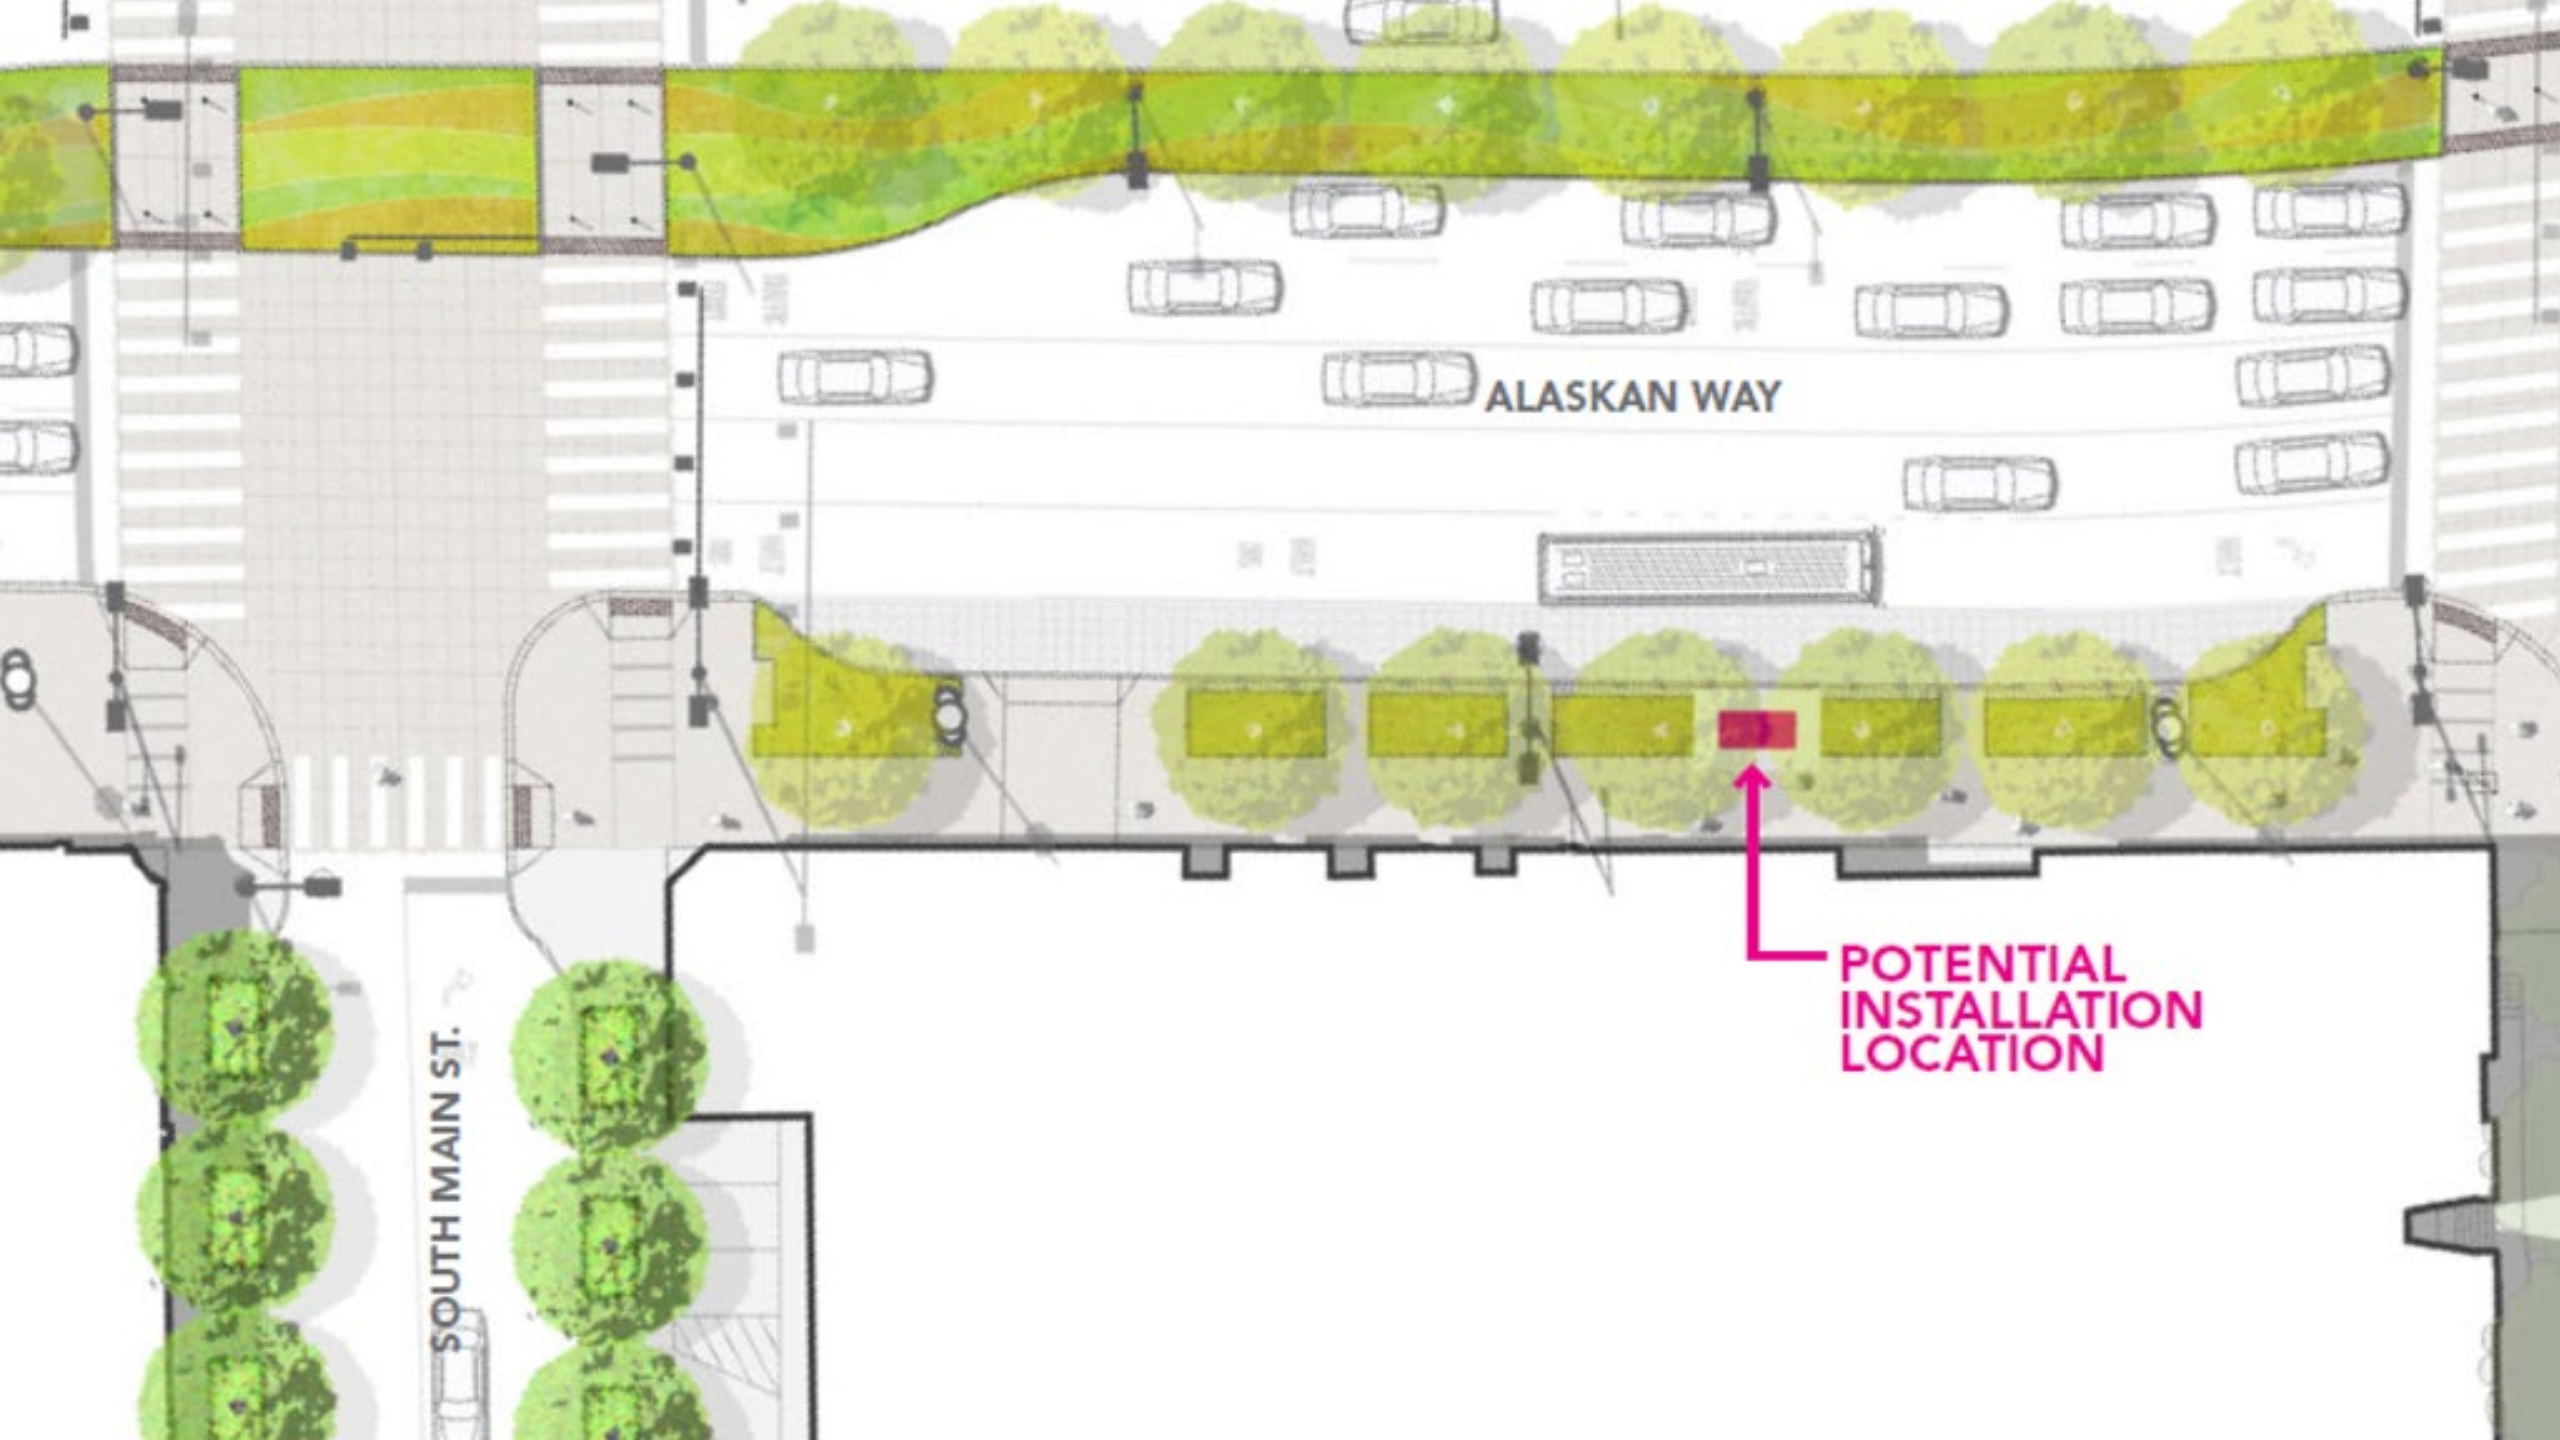 ALASKAN WAY
POTENTIAL
INSTALLATION
LOCATION
SOUTH MAIN ST.